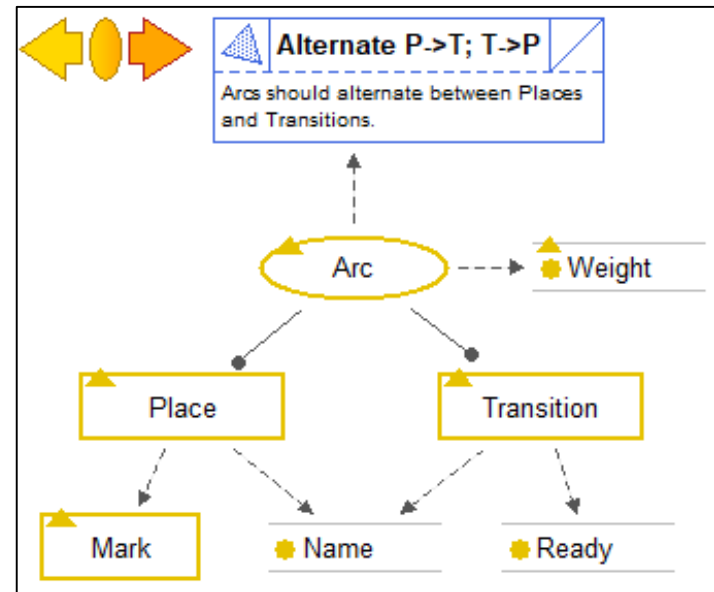 Alternate P->T; T->P
Arcs should alternate between Places
and Transitions.
Arc
Weight
Place
Transition
Mark
Name
Ready